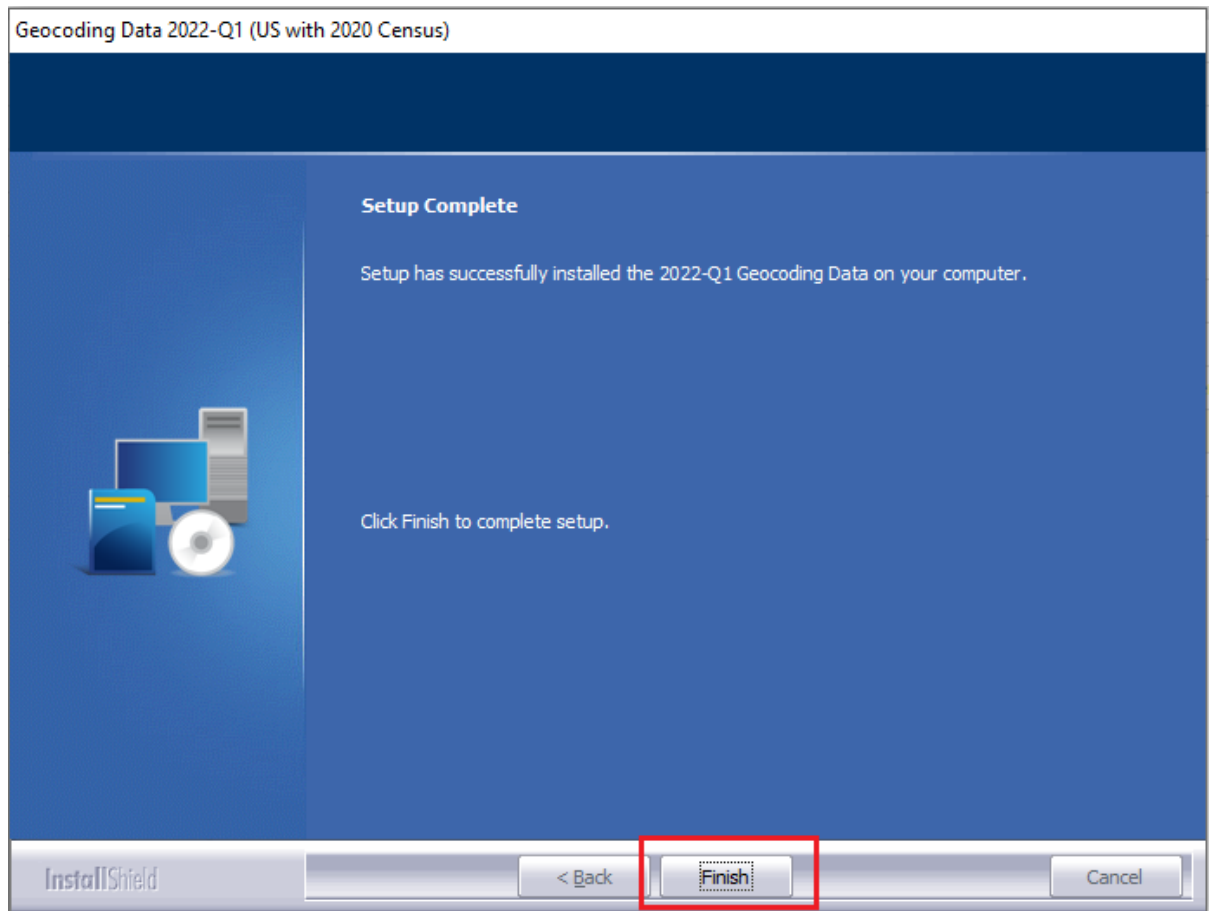 Geocoding Data 2022-Q1 (US with 2020 Census)
Setup Complete
Setup has successfully installed the 2022-Q1 Geocoding Data on your computer.
Click Finish to complete setup.
InstallShield
< Back
Finish
Cancel